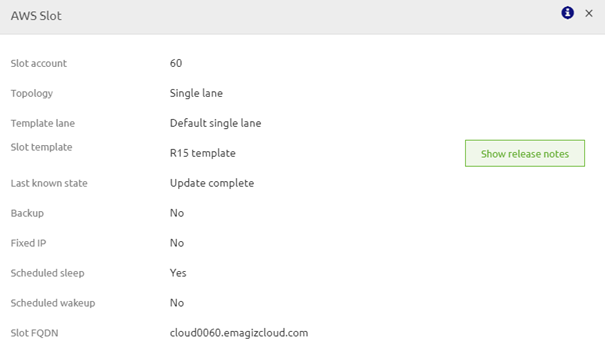 AWS Slot
Slot account 60
Topology Single lane
Template lane Default single lane
Slot template R15 template Show release notes
Last known state Update complete
Backup No
Fixed IP No
Scheduled sleep Yes
Scheduled wakeup No
Slot FQDN cloud0060.emagizcloud.com